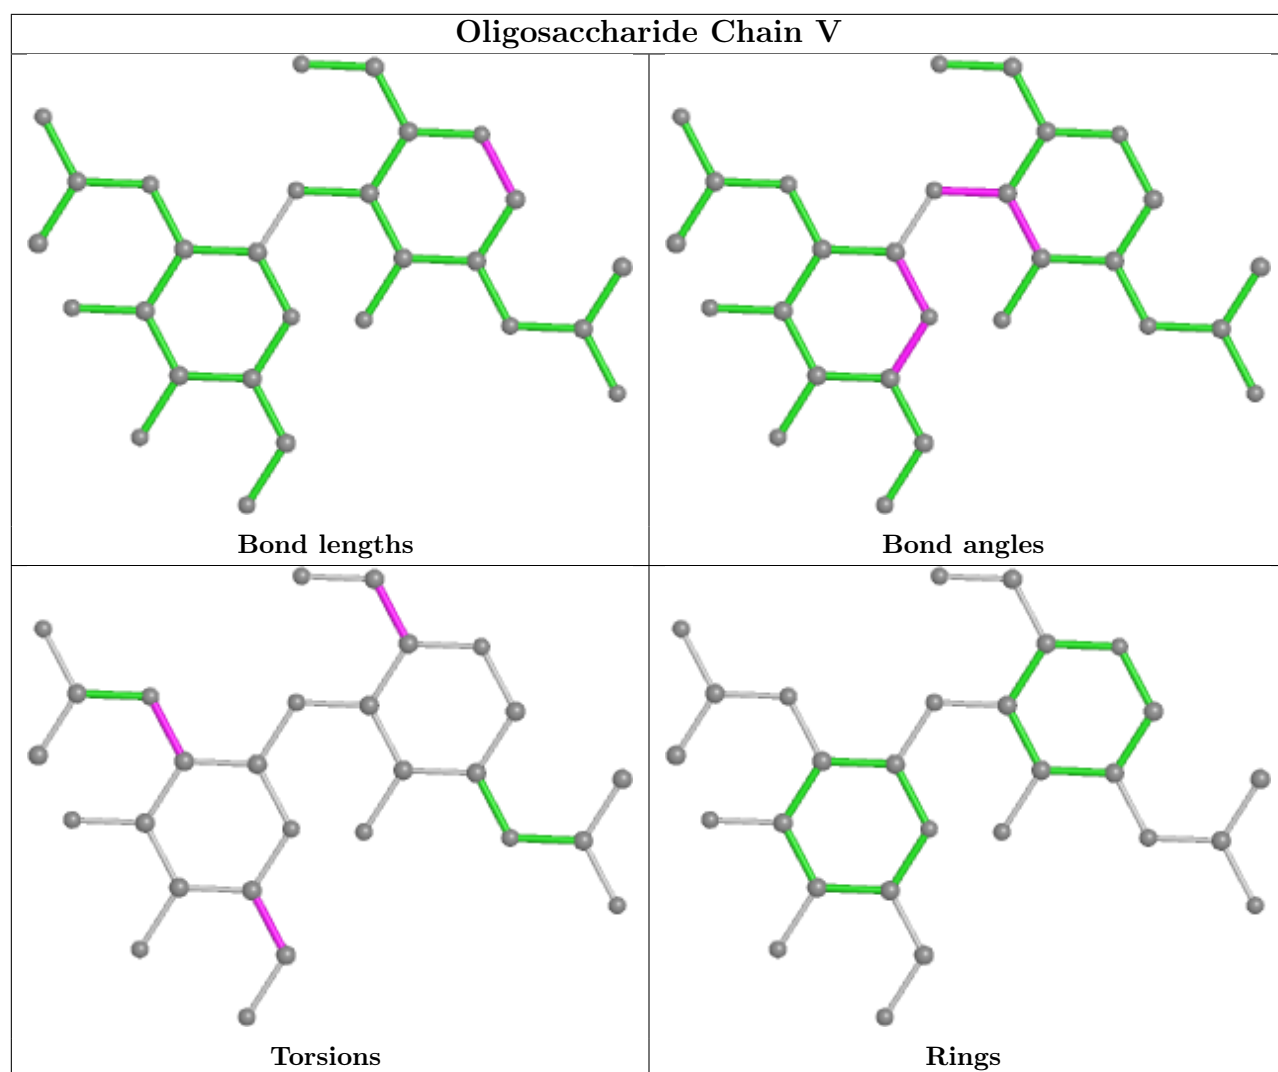 Oligosaccharide Chain V
Bond lengths
Bond angles
Torsions
Rings